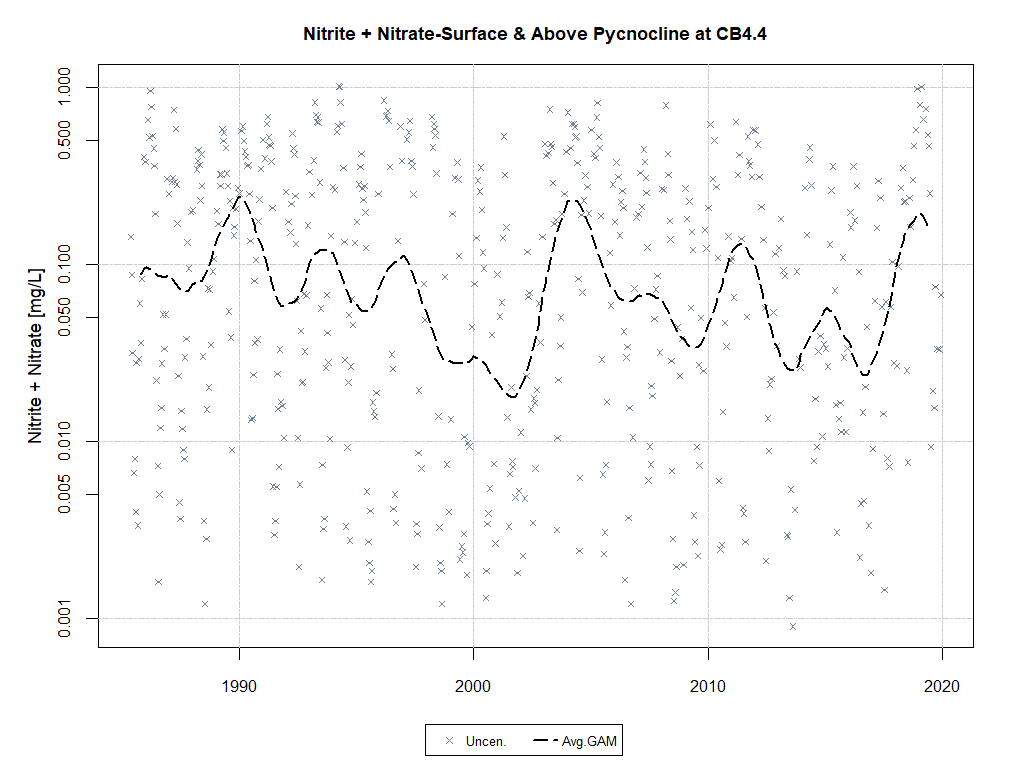 Nitrite + Nitrate-Surface & Above Pycnocline at CB4.4
Nitrite + Nitrate [mg/L]
1.000
0.500
0.100
0.050
0.010
0.005
0.001
1990
2000
2010
2020
Uncen.
Avg.GAM